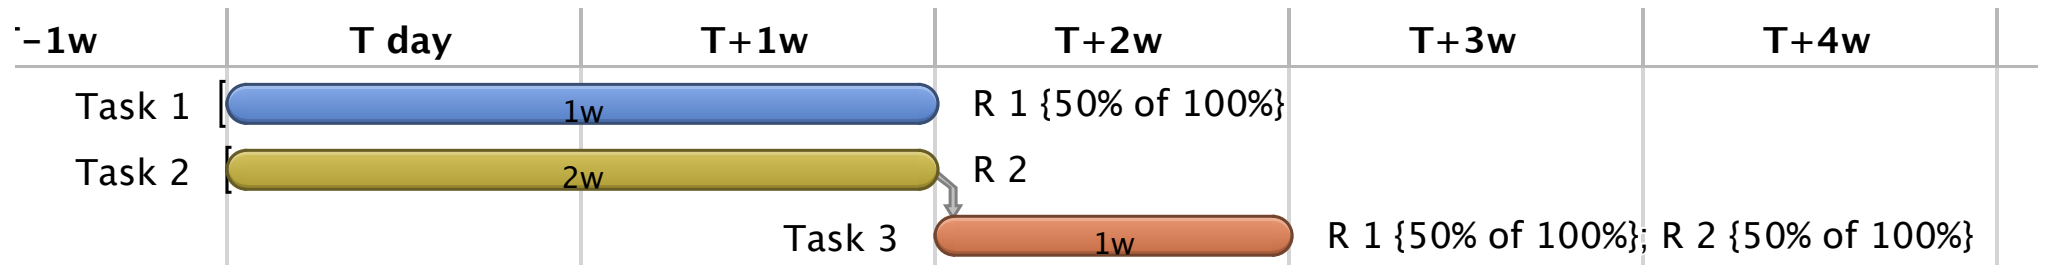 -1w T day T+1w T+2w T+3w T+4w
Task 1 1w R 1 {50% of 100%}
Task 2 2w R 2
Task 3 1w R 1 {50% of 100%}; R 2 {50% of 100%}